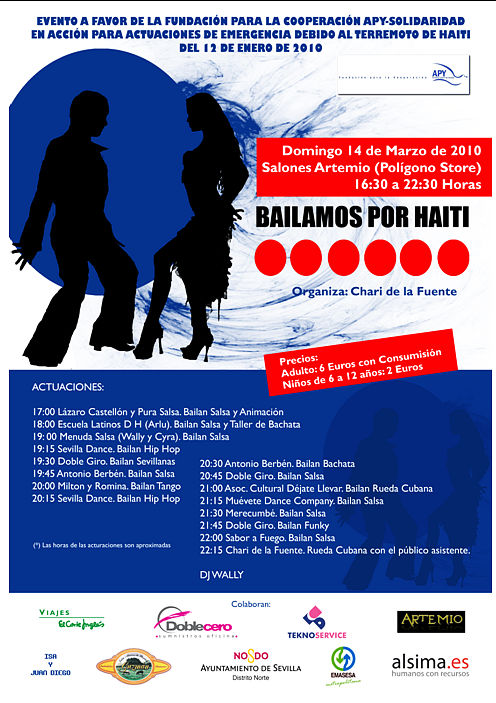 EVENTO A FAVOR DE LA FUNDACIÓN PARA LA COOPERACIÓN APY-SOLIDARIDAD
EN ACCIÓN PARA ACTUACIONES DE EMERGENCIA DEBIDO AL TERREMOTO DE HAITI
DEL 12 DE ENERO DE 2010
Fundación para la Cooperación
APY
Domingo 14 de Marzo de 2010
Salones Artemio (Polígono Store)
16:30 a 22:30 Horas
BAILAMOS POR HAITI
Organiza: Chari de la Fuente
Precios:
Adulto: 6 Euros con Consumisión
Niños de 6 a 12 años: 2 Euros
ACTUACIONES:
17:00 Lázaro Castellón y Pura Salsa. Bailan Salsa y Animación
18:00 Escuela Latinos D H (Arlu). Bailan Salsa y Taller de Bachata
19:00 Menuda Salsa (Wally y Cyra). Bailan Salsa
19:15 Sevilla Dance. Bailan Hip Hop
19:30 Doble Giro. Bailan Sevillanas
19:45 Antonio Berbén. Bailan Salsa
20:00 Milton y Romina. Bailan Tango
20:15 Sevilla Dance. Bailan Hip Hop
(*) Las horas de las acturaciones son aproximadas
20:30 Antonio Berbén. Bailan Bachata
20:45 Doble Giro. Bailan Salsa
21:00 Asoc. Cultural Déjate Llevar. Bailan Rueda Cubana
21:15 Muévete Dance Company. Bailan Salsa
21:30 Merecumbé. Bailan Salsa
21:45 Doble Giro. Bailan Funky
22:00 Sabor a Fuego. Bailan Salsa
22:15 Chari de la Fuente. Rueda Cubana con el público asistente.
DJ WALLY
Colaboran:
VIAJES
El Corte Inglés
Doblecero
suministros oficina
TEKNOSERVICE
ARTEMIO
ISA
Y
JUAN DIEGO
NO8DO
AYUNTAMIENTO DE SEVILLA
Distrito Norte
EMASESA
metropolitana
alsima.es
humanos con recursos